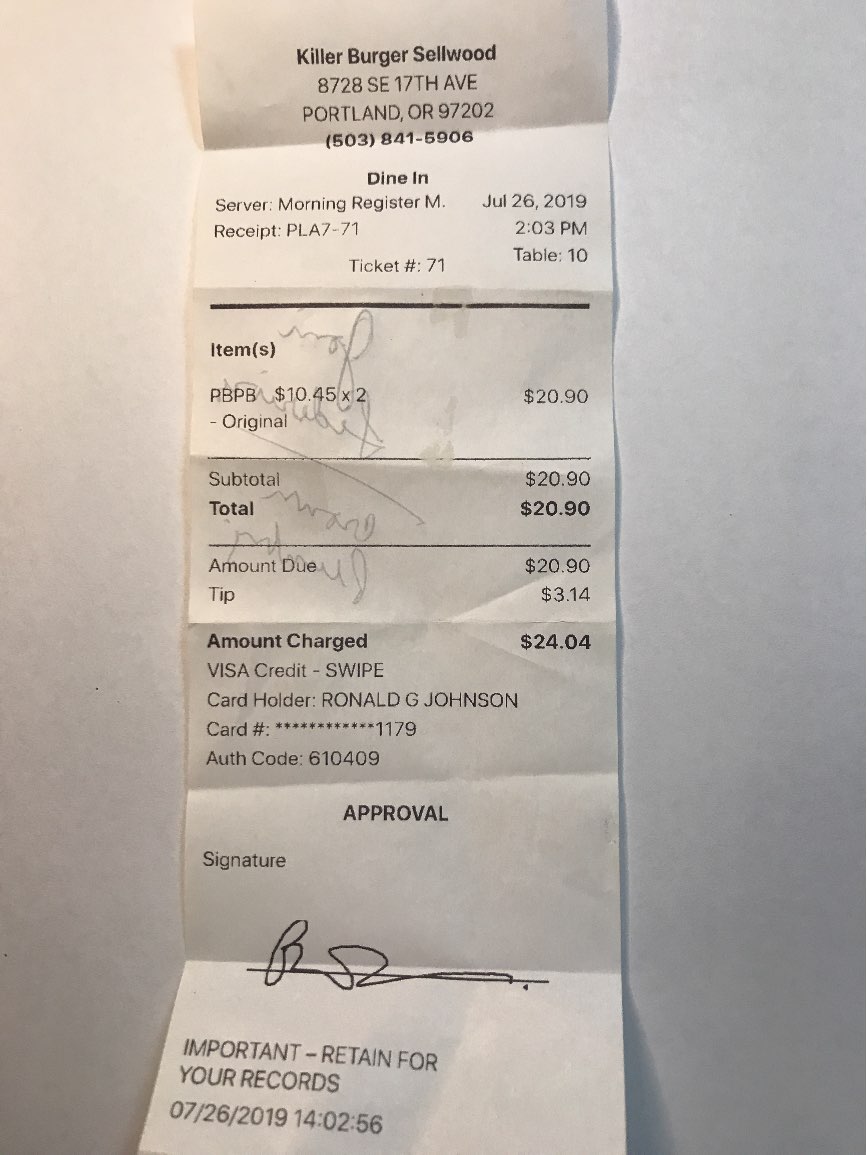 Killer Burger Sellwood
8728 SE 17TH AVE
PORTLAND, OR 97202
(503) 841-5906
Dine In
Server: Morning Register M. Jul 26, 2019
Receipt: PLA7-71 2:03 PM
Table: 10
Ticket #: 71
Item(s)
PBPB $10.45 x 2 $20.90
- Original
Subtotal $20.90
Total $20.90
Amount Due $20.90
Tip $3.14
Amount Charged $24.04
VISA Credit - SWIPE
Card Holder: RONALD G JOHNSON
Card #: ************1179
Auth Code: 610409
APPROVAL
Signature
IMPORTANT – RETAIN FOR
YOUR RECORDS
07/26/2019 14:02:56